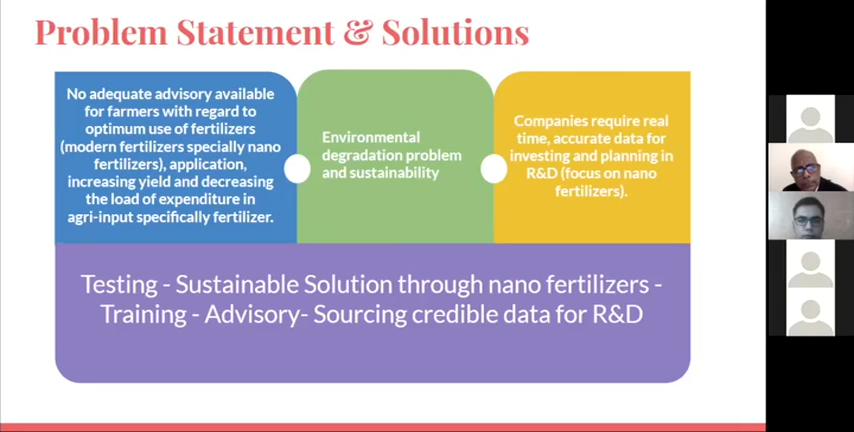 Problem Statement & Solutions
No adequate advisory available
for farmers with regard to
optimum use of fertilizers
(modern fertilizers specially nano
fertilizers), application,
increasing yield and decreasing
the load of expenditure in
agri-input specifically fertilizer.
Environmental
degradation problem
and sustainability
Companies require real
time, accurate data for
investing and planning in
R&D (focus on nano
fertilizers).
Testing - Sustainable Solution through nano fertilizers -
Training - Advisory- Sourcing credible data for R&D